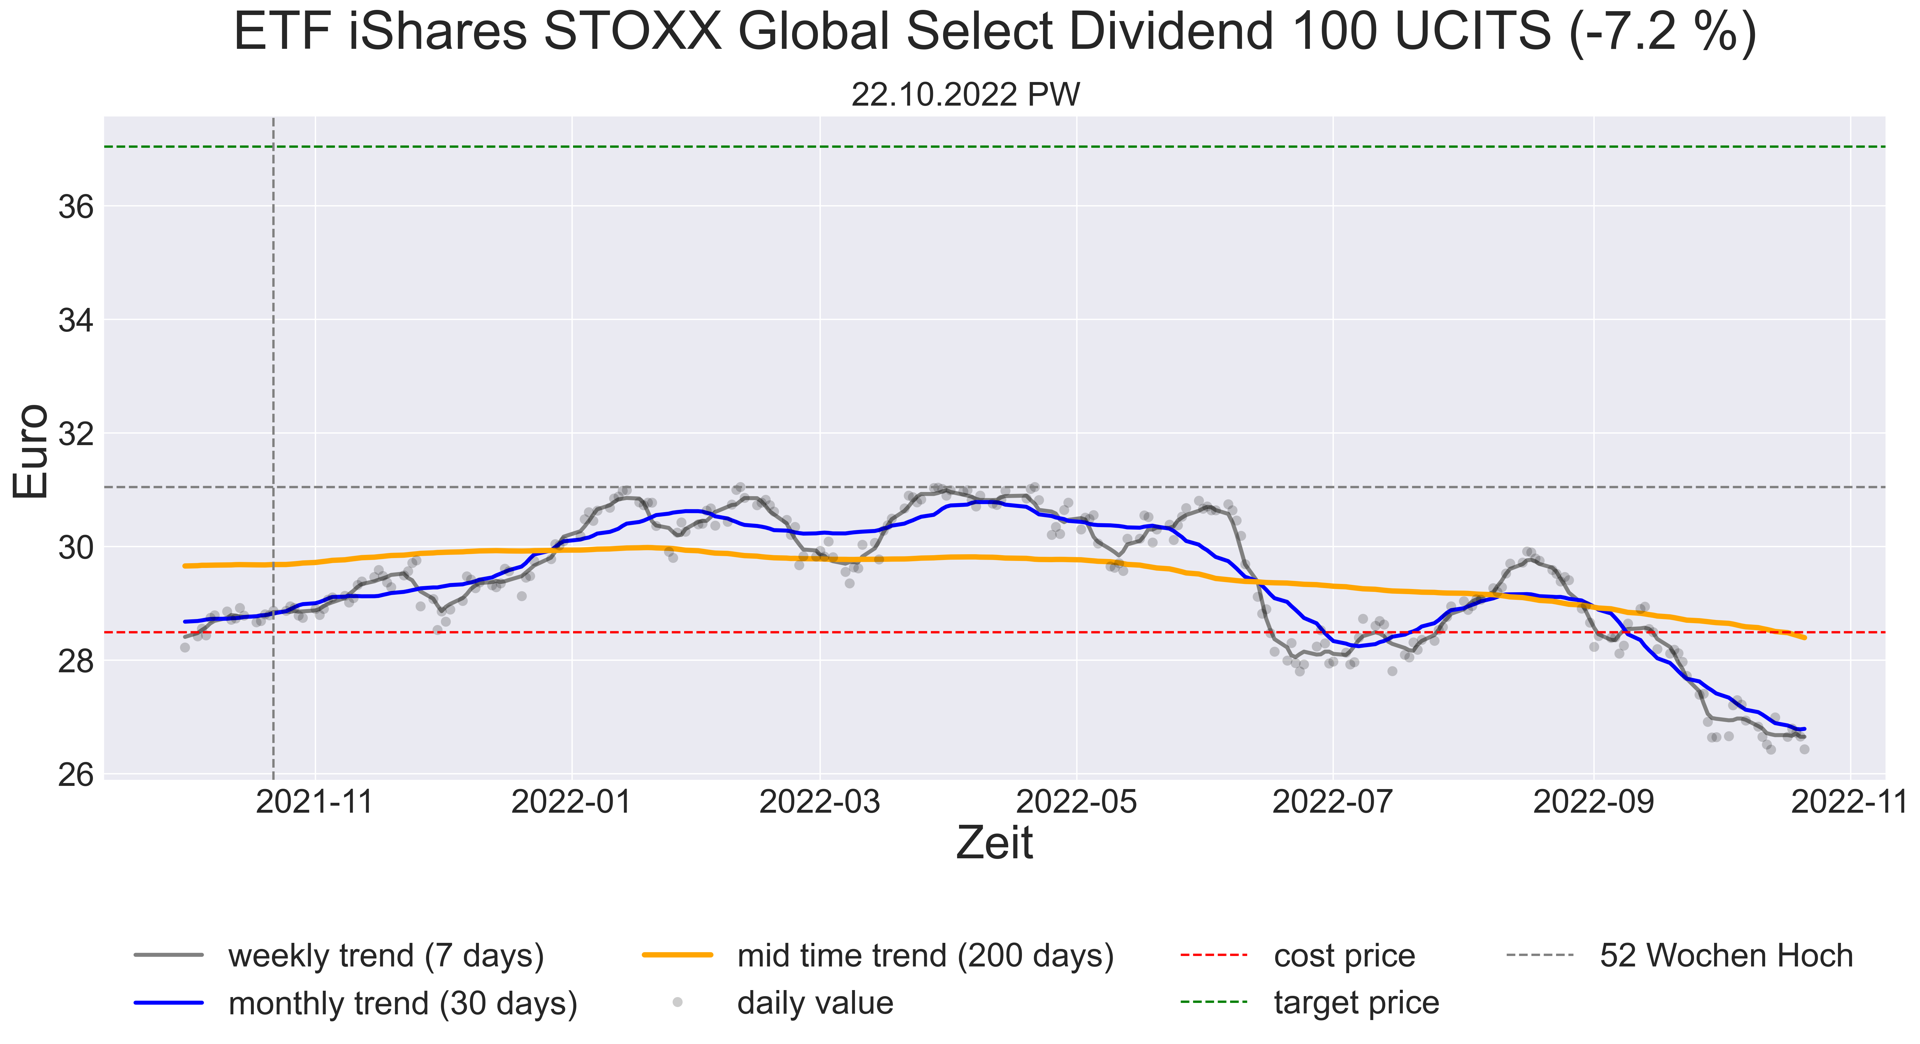 ETF iShares STOXX Global Select Dividend 100 UCITS (-7.2 %)
22.10.2022 PW
36
34
32
30
28
26
Euro
2021-11 2022-01 2022-03 2022-05 2022-07 2022-09 2022-11
Zeit
weekly trend (7 days) mid time trend (200 days) cost price 52 Wochen Hoch
monthly trend (30 days) daily value target price